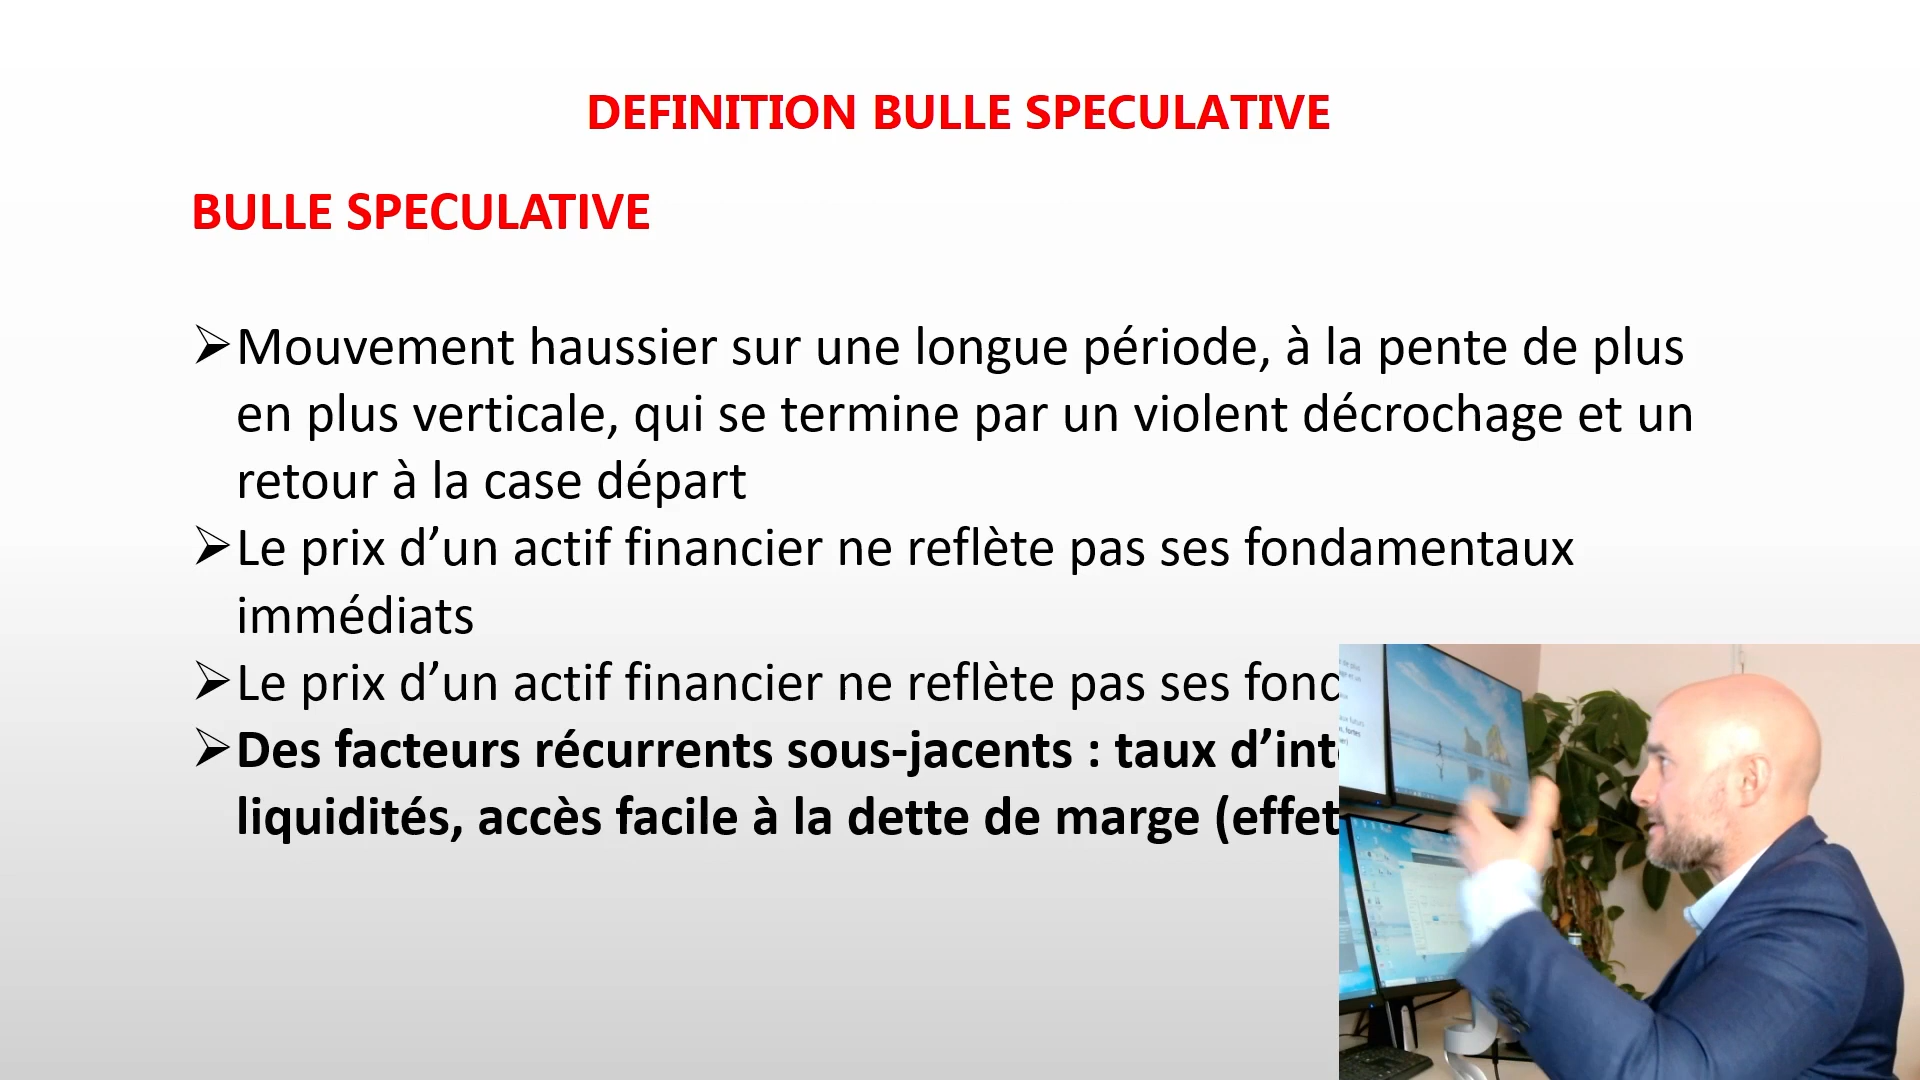 DEFINITION BULLE SPECULATIVE
BULLE SPECULATIVE
➢Mouvement haussier sur une longue période, à la pente de plus
en plus verticale, qui se termine par un violent décrochage et un
retour à la case départ
➢Le prix d’un actif financier ne reflète pas ses fondamentaux
immédiats
➢Le prix d’un actif financier ne reflète pas ses
➢Des facteurs récurrents sous-jacents : taux
liquidités, accès facile à la dette de marge